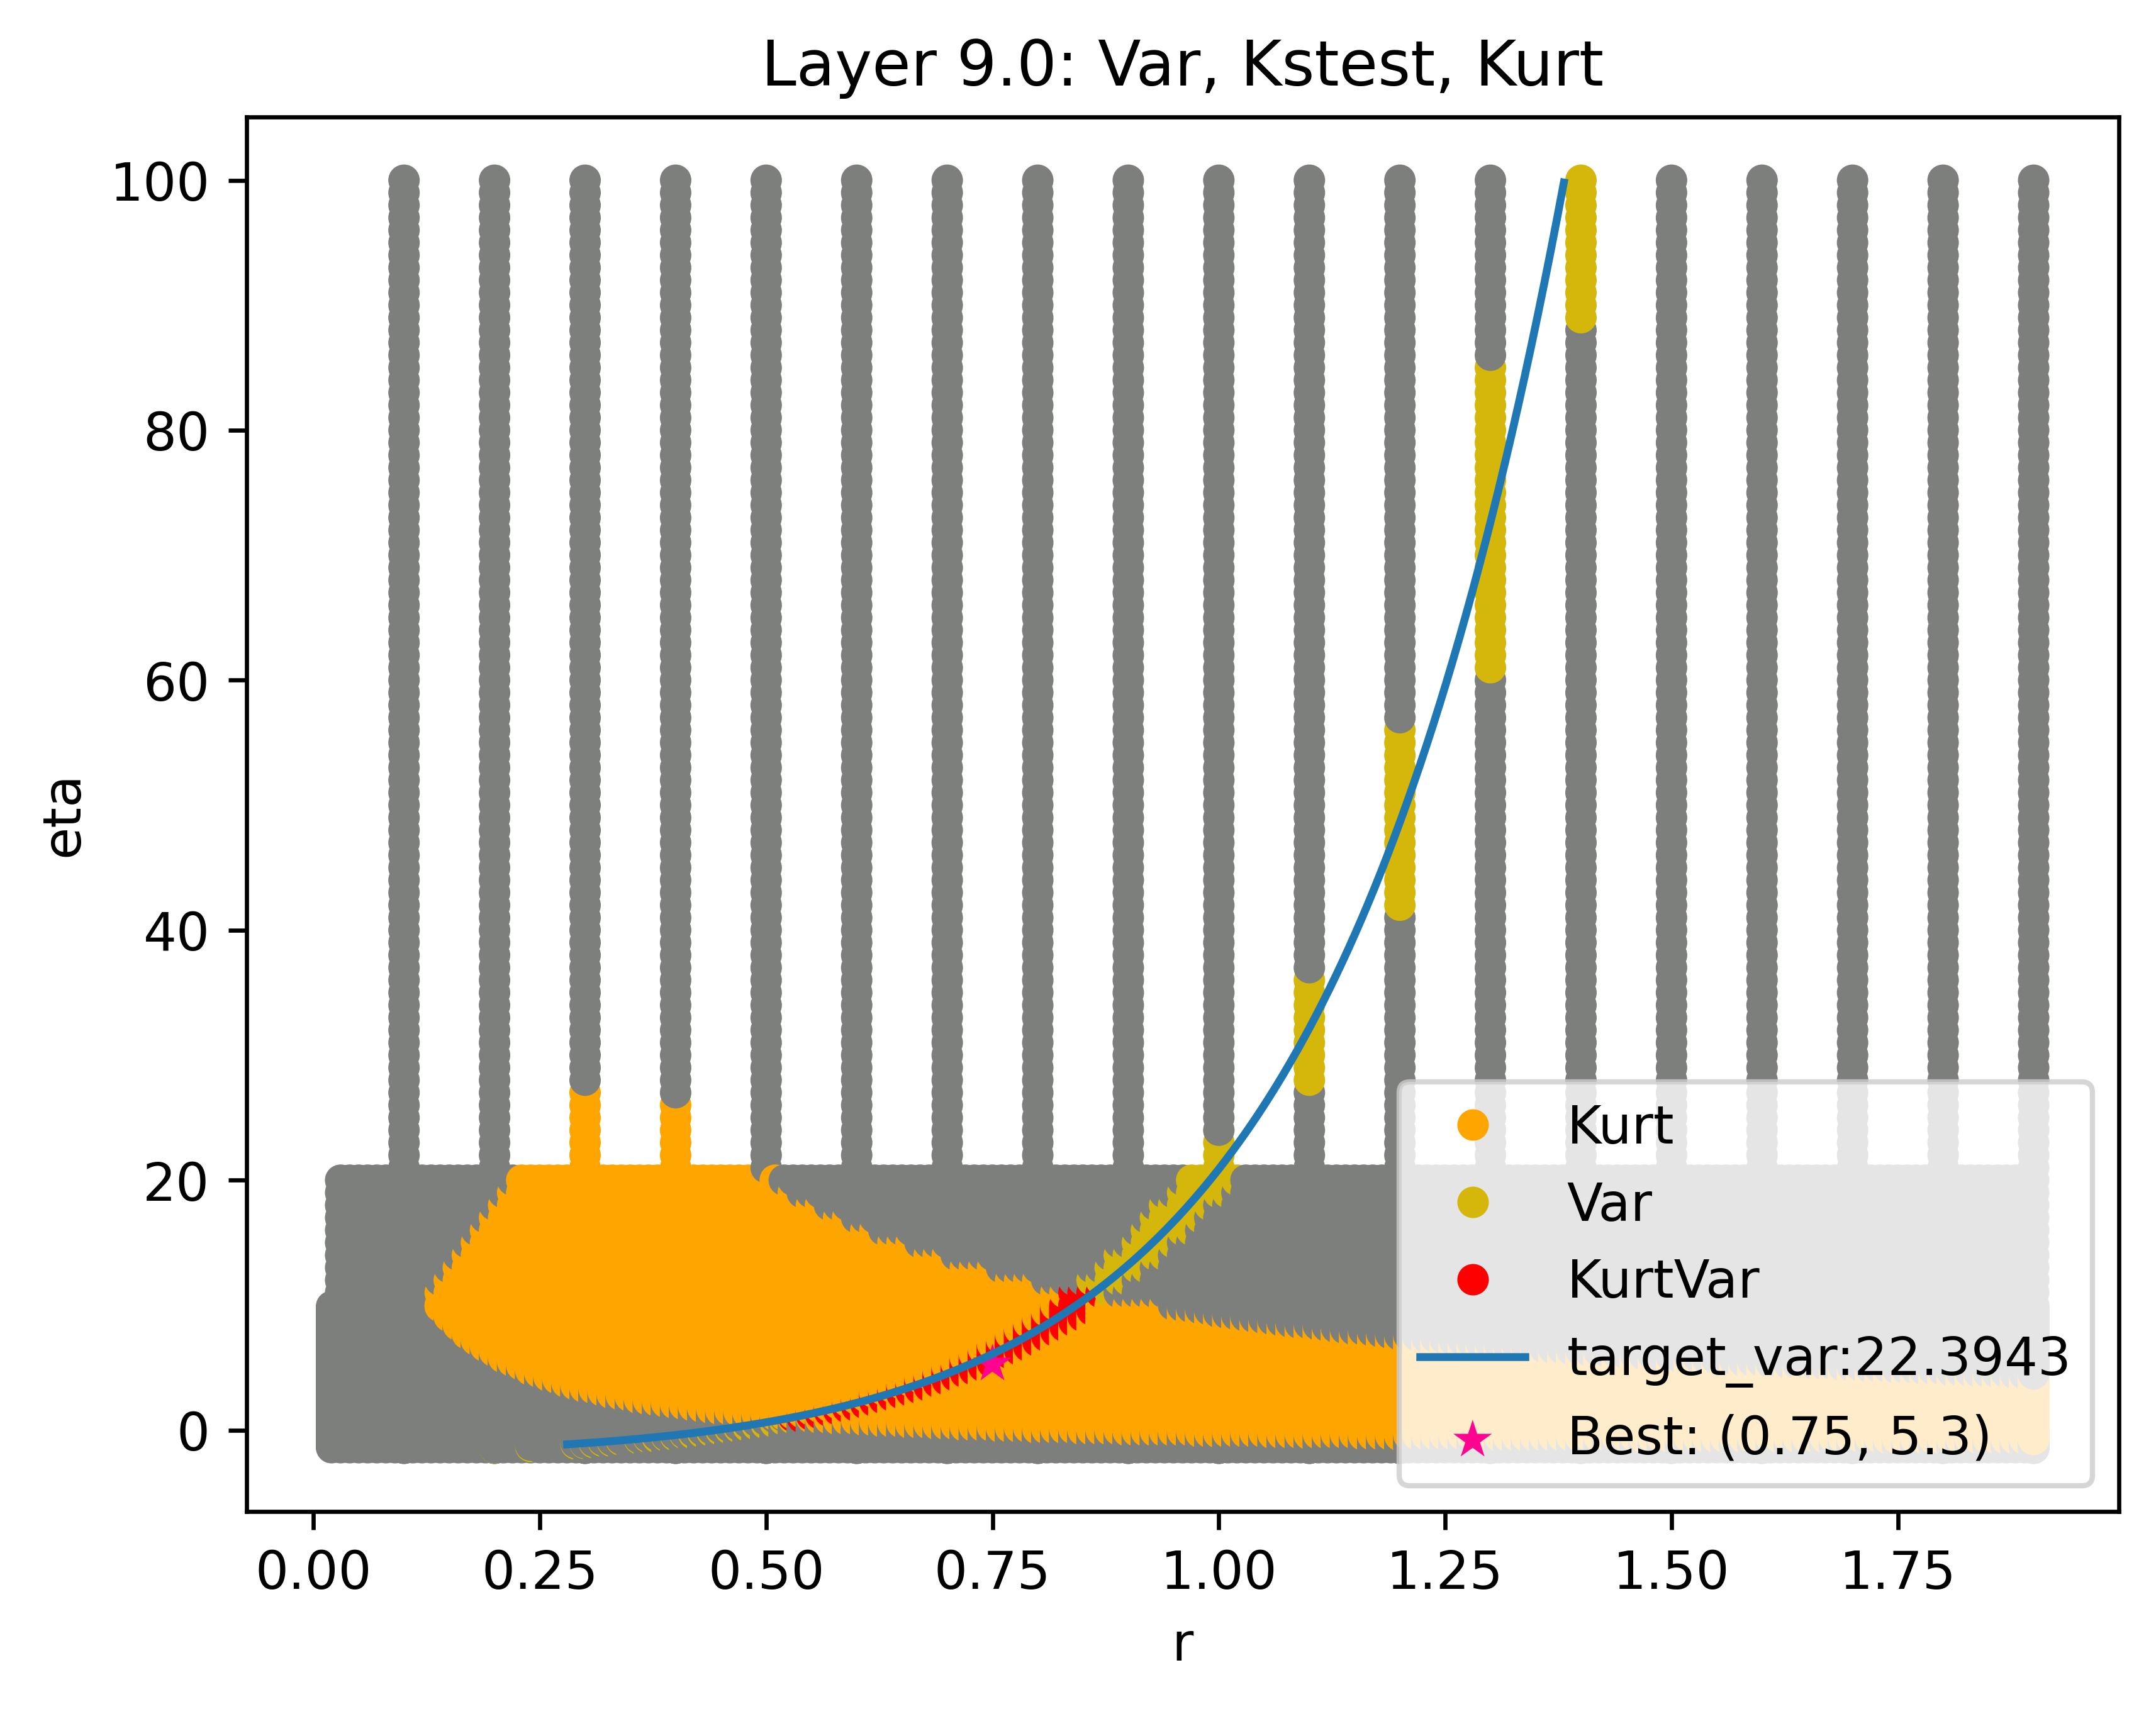 Layer 9.0: Var, Kstest, Kurt
100
80
60
40
20
0
eta
Kurt
Var
KurtVar
target_var:22.3943
Best: (0.75, 5.3)
0.00 0.25 0.50 0.75 1.00 1.25 1.50 1.75
r